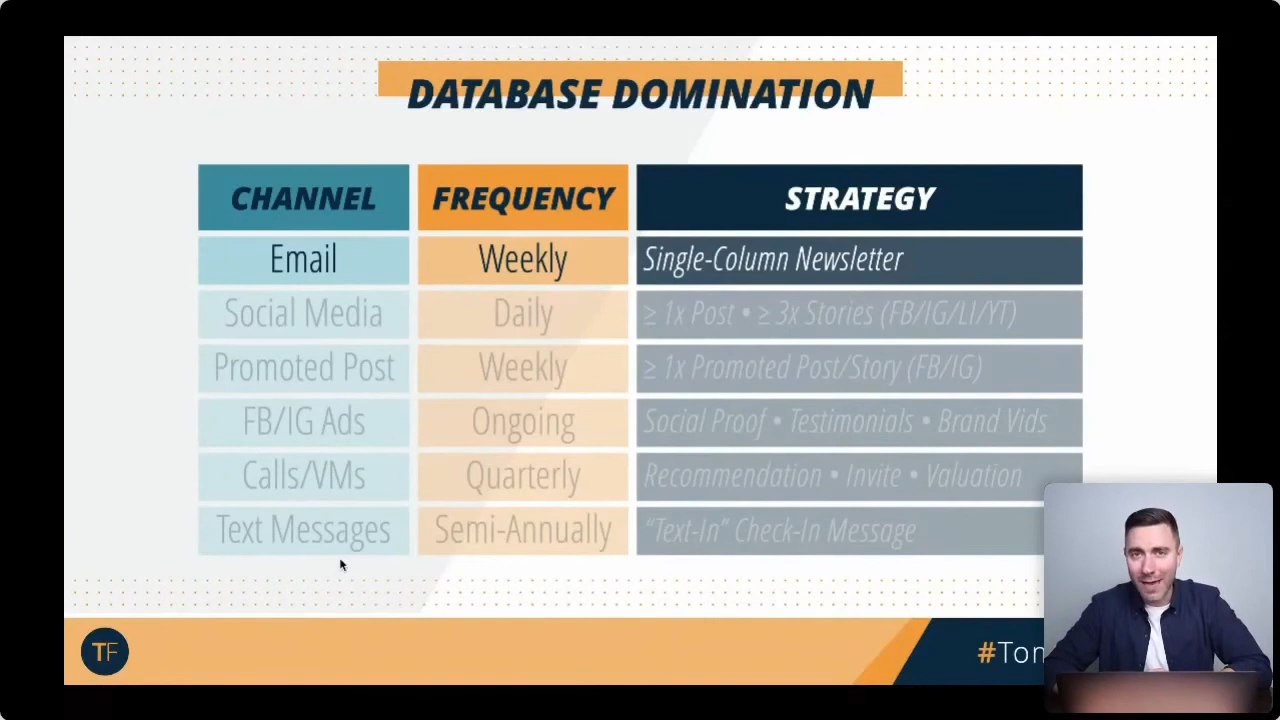 DATABASE DOMINATION
CHANNEL FREQUENCY STRATEGY
Email Weekly Single-Column Newsletter
Social Media Daily ≥ 1x Post • ≥ 3x Stories (FB/IG/LI/YT)
Promoted Post Weekly ≥ 1x Promoted Post/Story (FB/IG)
FB/IG Ads Ongoing Social Proof • Testimonials • Brand Vids
Calls/VMs Quarterly Recommendation • Invite • Valuation
Text Messages Semi-Annually “Text-In” Check-In Message
TF
#Tom